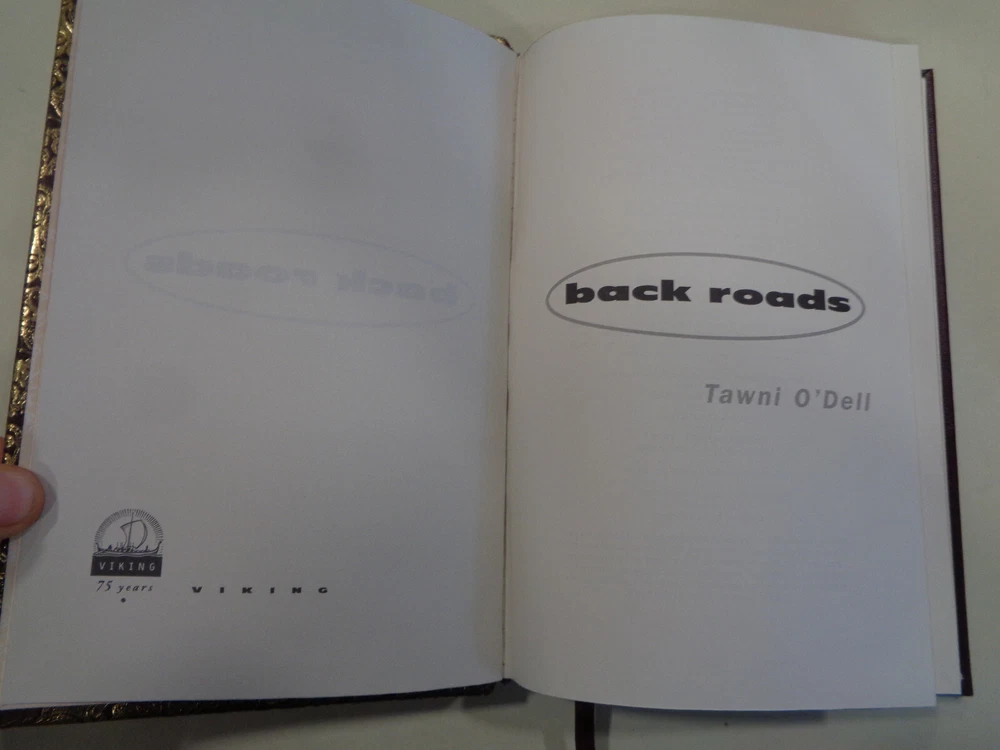 VIKING
75 years
VIKING
back roads
Tawni O'Dell